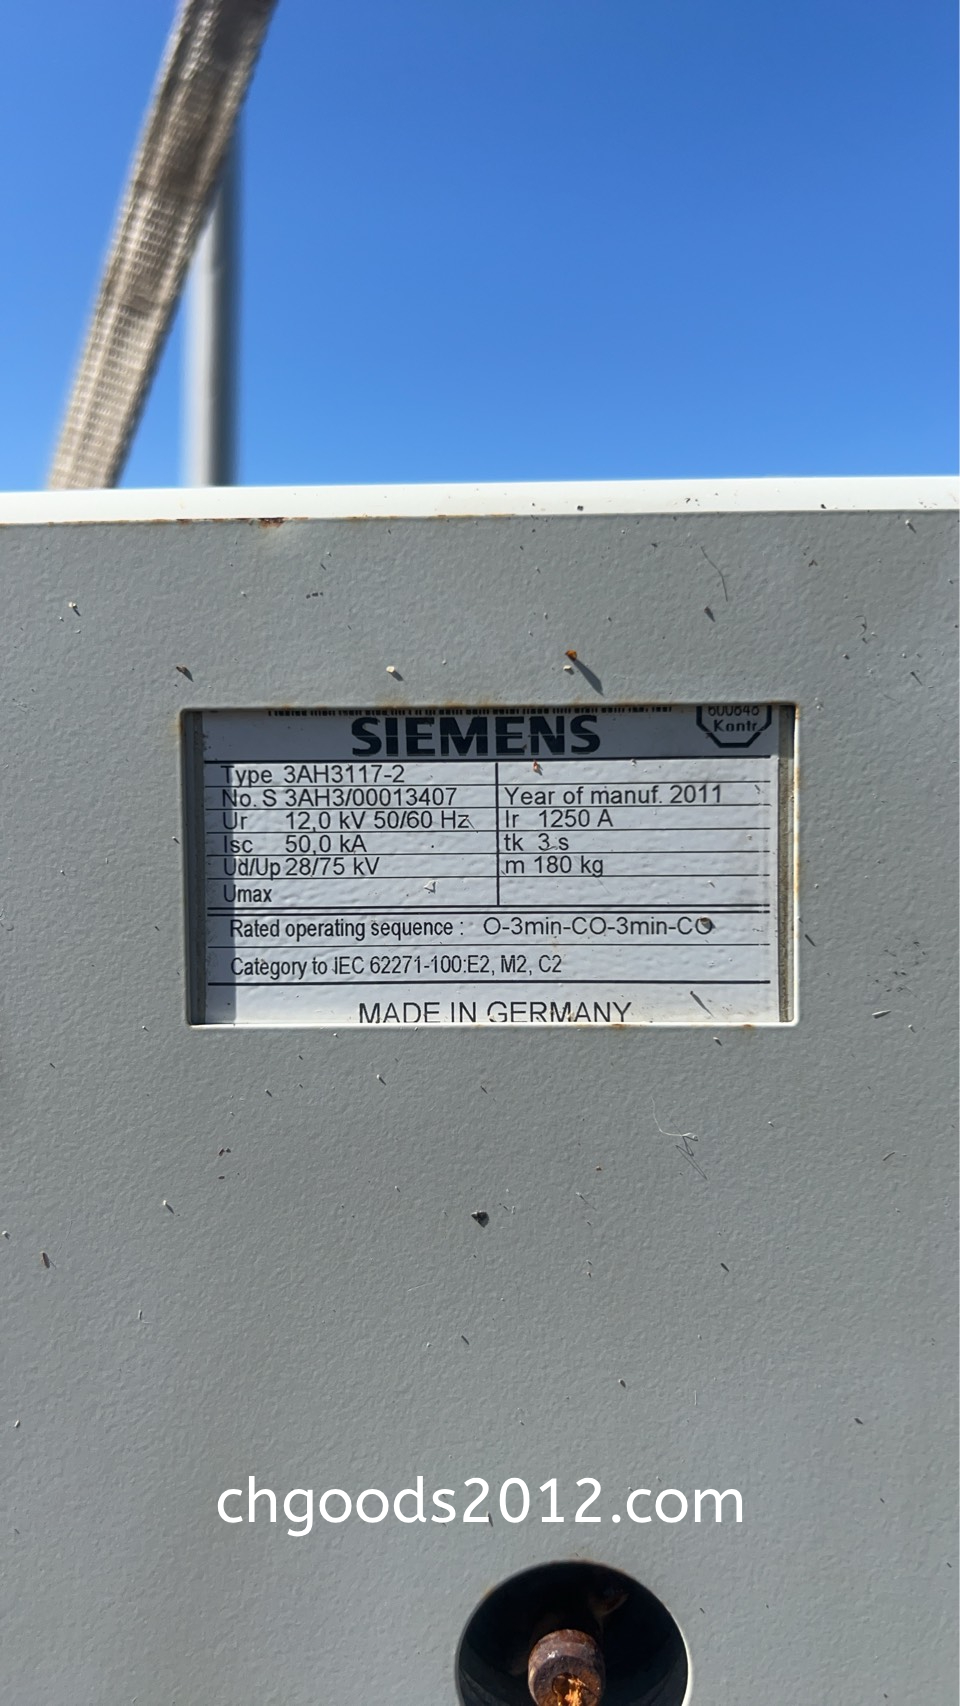 SIEMENS
Kontr.
Type 3AH3117-2
No. S 3AH3/00013407 Year of manuf. 2011
Ur 12,0 kV 50/60 Hz Ir 1250 A
Isc 50,0 kA tk 3 s
Ud/Up 28/75 kV m 180 kg
Umax
Rated operating sequence : O-3min-CO-3min-CO
Category to IEC 62271-100:E2, M2, C2
MADE IN GERMANY
chgoods2012.com